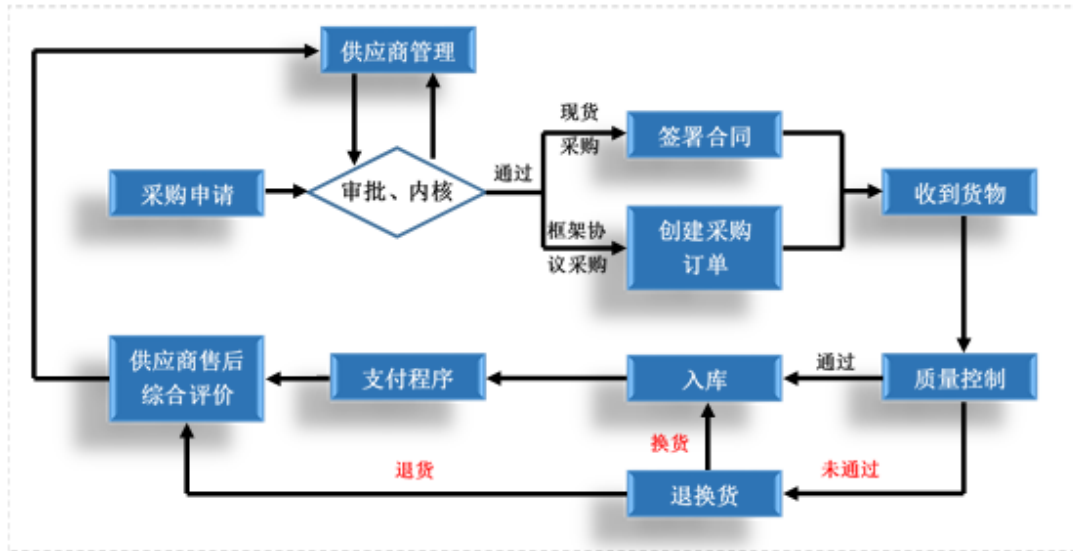 供应商管理
现货
采购
签署合同
采购申请
审批、内核
通过
收到货物
框架协
议采购
创建采购
订单
供应商售后
综合评价
支付程序
入库
通过
质量控制
换货
退货
退换货
未通过